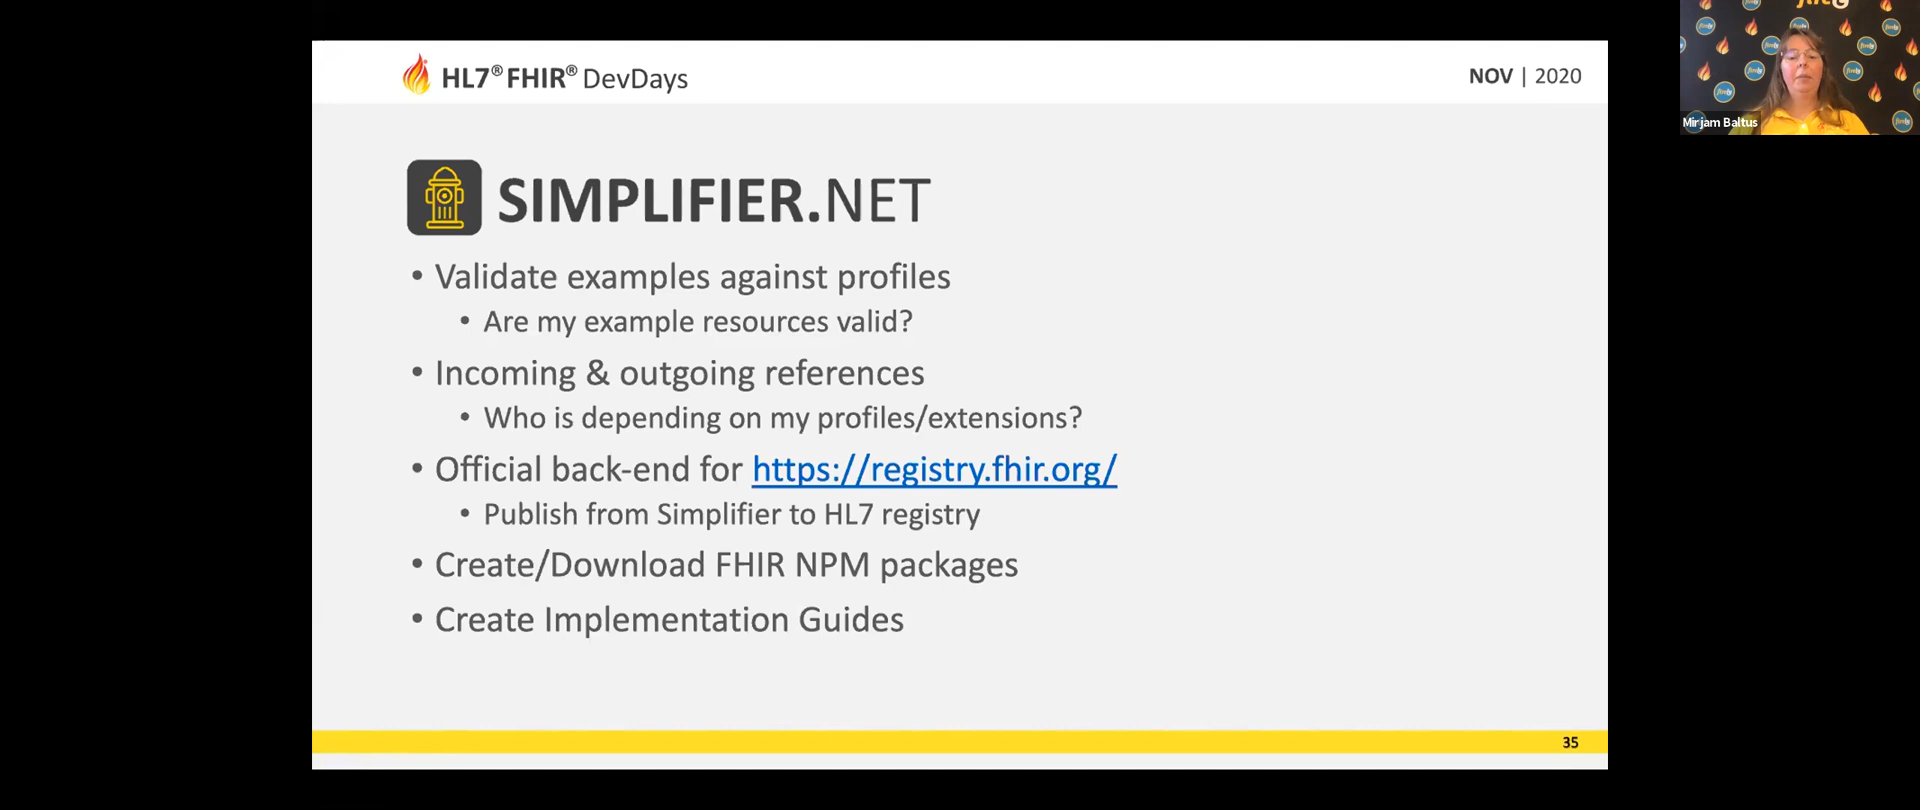 HL7® FHIR® DevDays
NOV | 2020
Mirjam Baltus
SIMPLIFIER.NET
• Validate examples against profiles
• Are my example resources valid?
• Incoming & outgoing references
• Who is depending on my profiles/extensions?
• Official back-end for https://registry.fhir.org/
• Publish from Simplifier to HL7 registry
• Create/Download FHIR NPM packages
• Create Implementation Guides
35